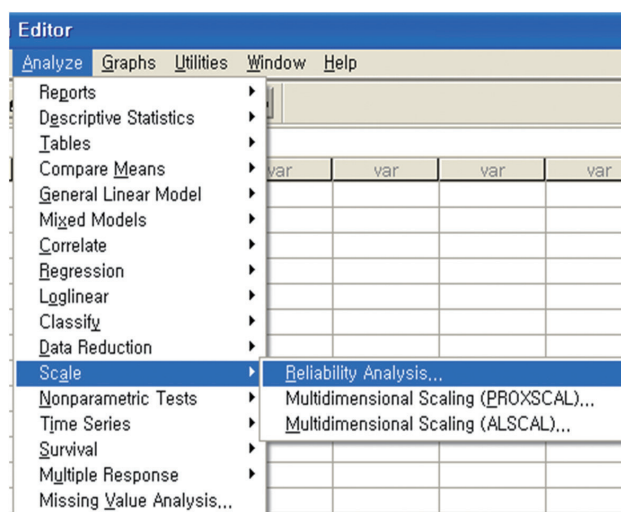 Editor
Analyze Graphs Utilities Window Help
Reports
Descriptive Statistics
Tables
Compare Means
var var var var
General Linear Model
Mixed Models
Correlate
Regression
Loglinear
Classify
Data Reduction
Scale
Reliability Analysis...
Nonparametric Tests
Multidimensional Scaling (PROXSCAL)...
Time Series
Multidimensional Scaling (ALSCAL)...
Survival
Multiple Response
Missing Value Analysis...